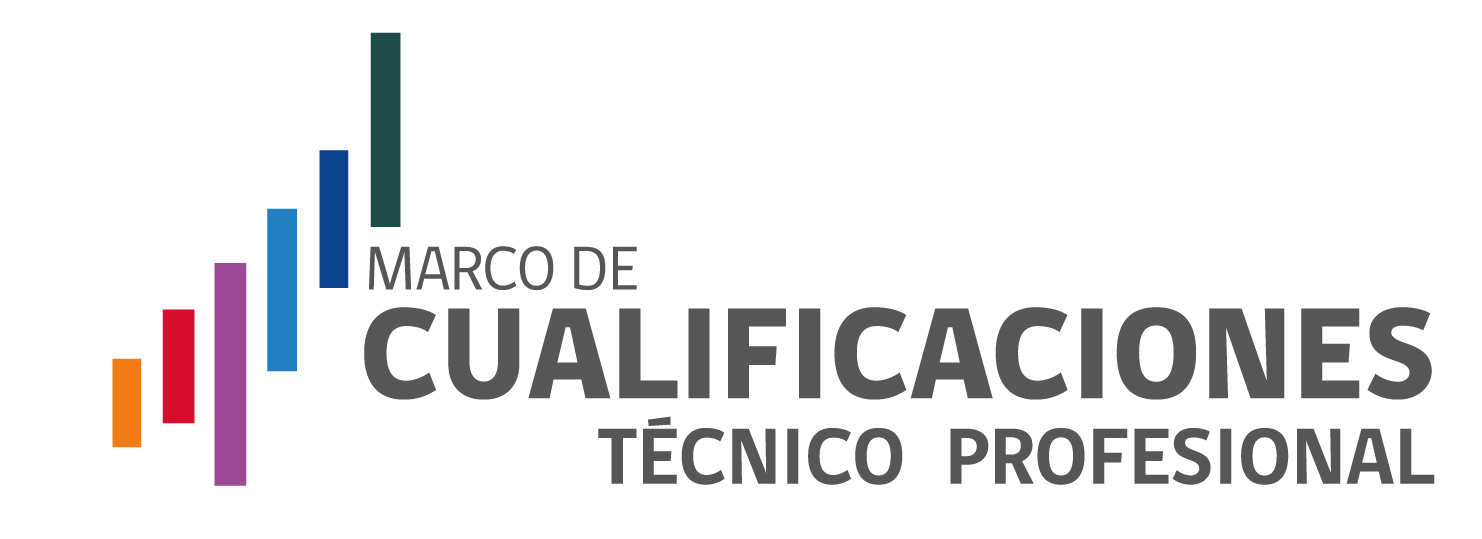 MARCO DE
CUALIFICACIONES
TÉCNICO PROFESIONAL